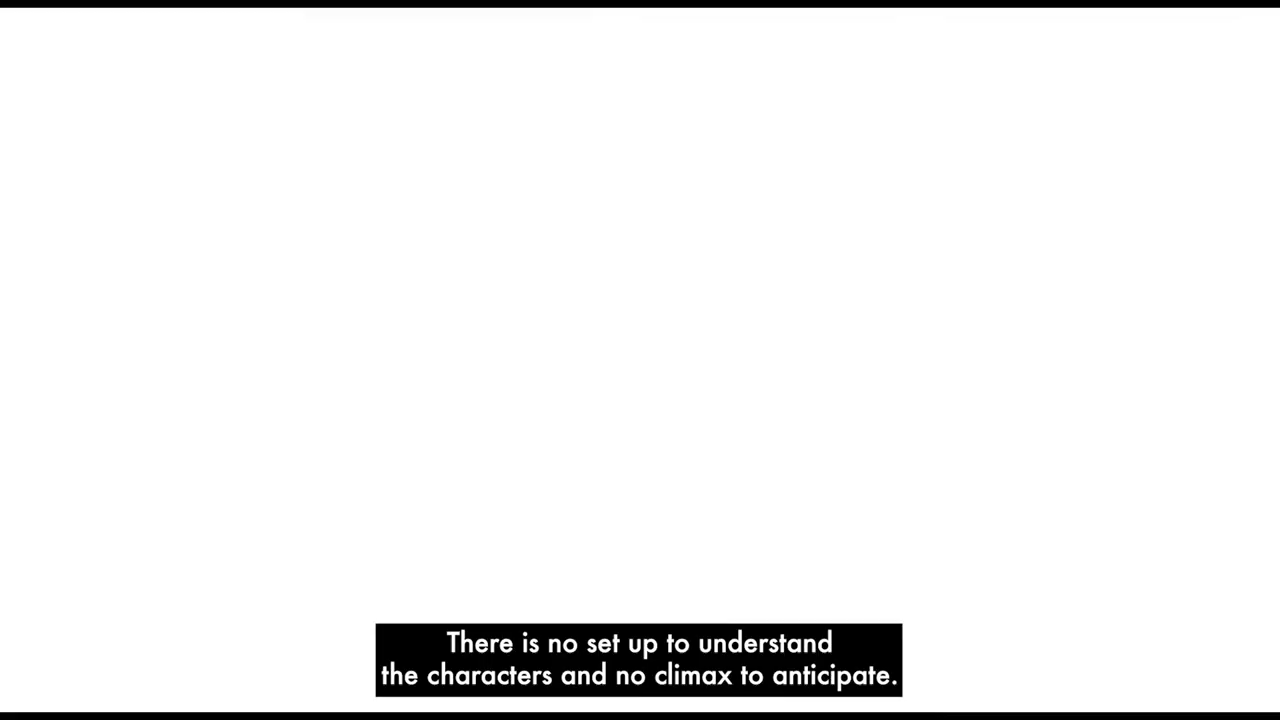 There is no set up to understand
the characters and no climax to anticipate.